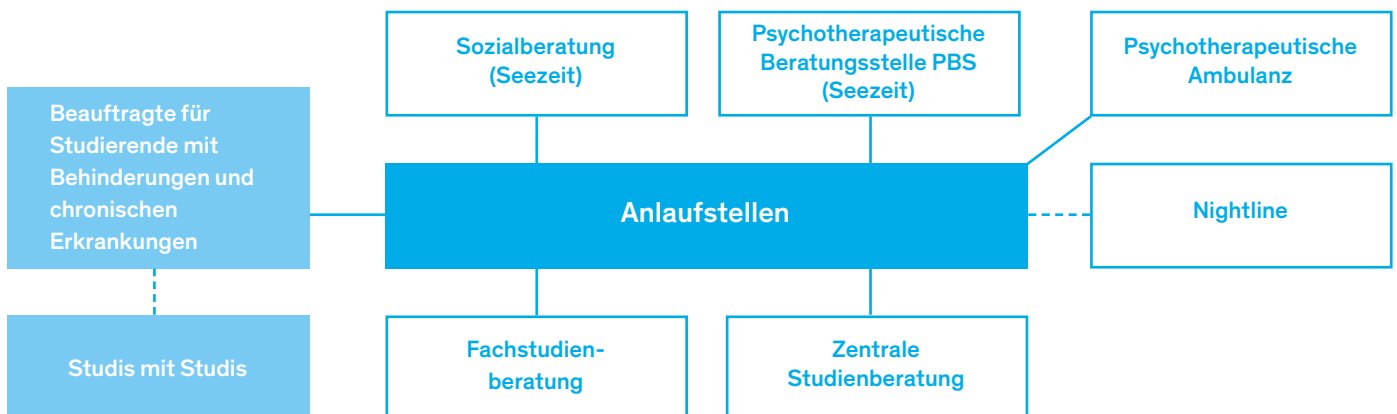 Sozialberatung
(Seezeit)
Psychotherapeutische
Beratungsstelle PBS
(Seezeit)
Psychotherapeutische
Ambulanz
Beauftragte für
Studierende mit
Behinderungen und
chronischen
Erkrankungen
Anlaufstellen
Nightline
Studis mit Studis
Fachstudien-
beratung
Zentrale
Studienberatung